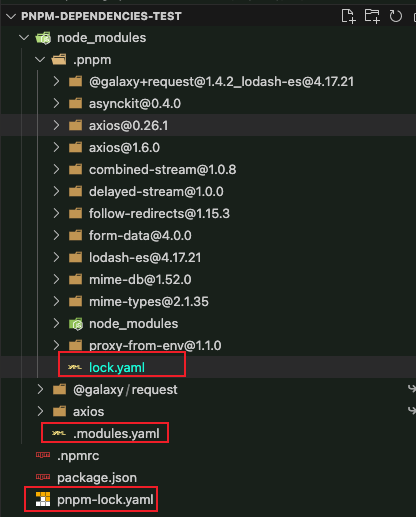 PNPM-DEPENDENCIES-TEST
node_modules
.pnpm
@galaxy+request@1.4.2_lodash-es@4.17.21
asynckit@0.4.0
axios@0.26.1
axios@1.6.0
combined-stream@1.0.8
delayed-stream@1.0.0
follow-redirects@1.15.3
form-data@4.0.0
lodash-es@4.17.21
mime-db@1.52.0
mime-types@2.1.35
node_modules
proxy-from-env@1.1.0
lock.yaml
@galaxy/request
axios
.modules.yaml
.npmrc
package.json
pnpm-lock.yaml